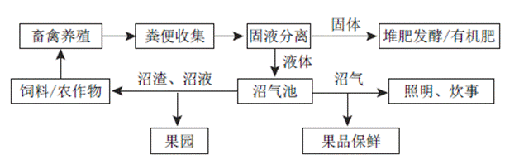 畜禽养殖
粪便收集
固液分离
固体
堆肥发酵/有机肥
液体
饲料/农作物
沼渣、沼液
沼气池
沼气
照明、炊事
果园
果品保鲜